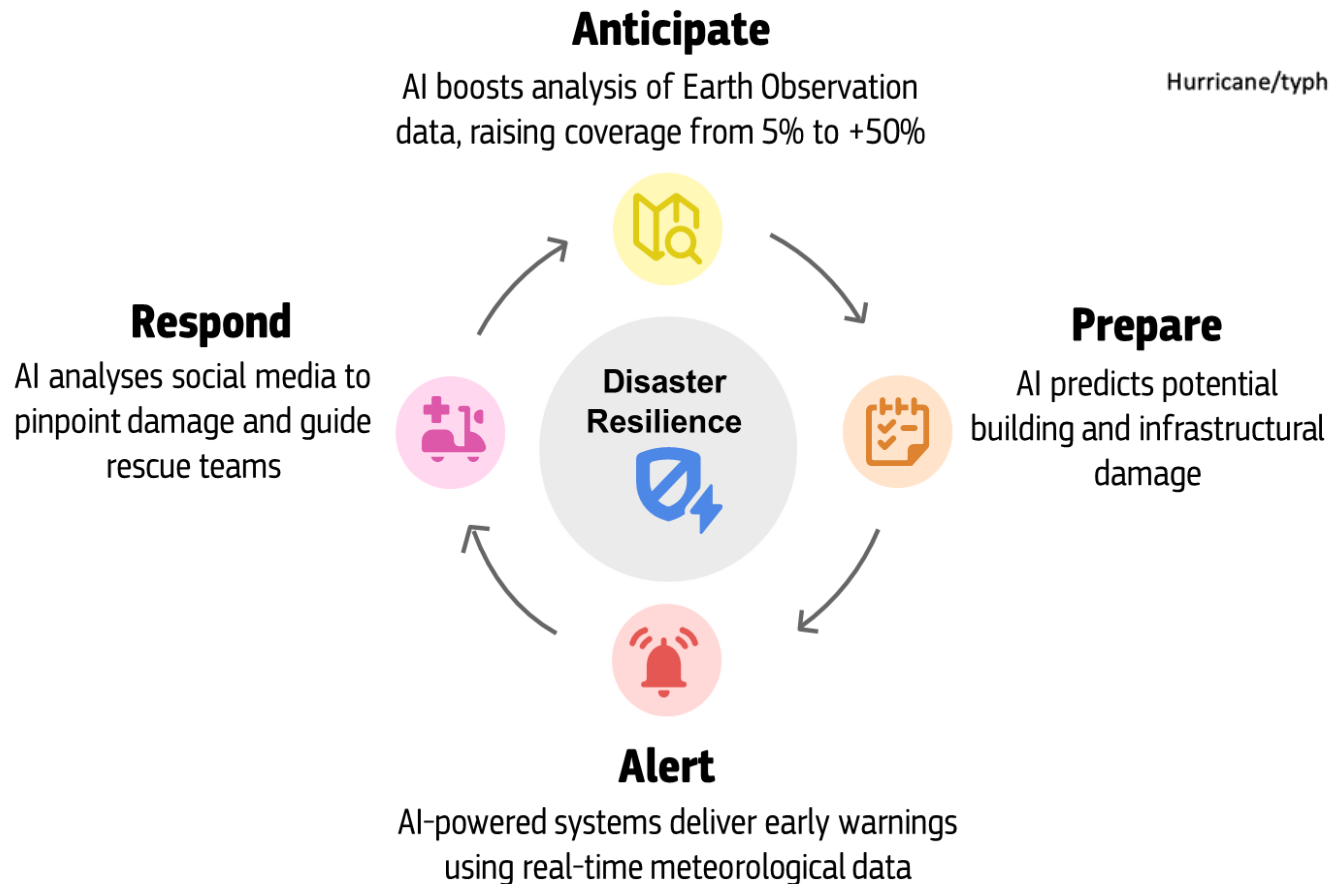 Anticipate
AI boosts analysis of Earth Observation
data, raising coverage from 5% to +50%
Hurricane/typh
Respond
AI analyses social media to
pinpoint damage and guide
rescue teams
Disaster
Resilience
Prepare
AI predicts potential
building and infrastructural
damage
Alert
AI-powered systems deliver early warnings
using real-time meteorological data